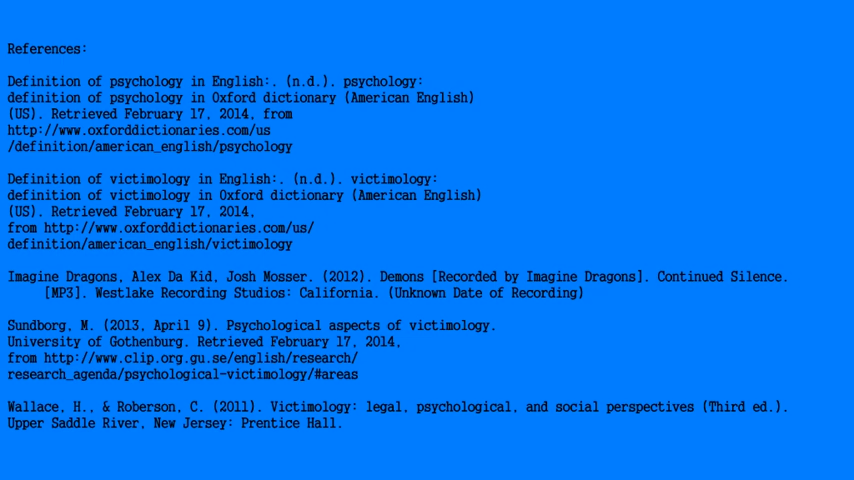 References:
Definition of psychology in English:. (n.d.). psychology:
definition of psychology in Oxford dictionary (American English)
(US). Retrieved February 17, 2014, from
http://www.oxforddictionaries.com/us
/definition/american_english/psychology
Definition of victimology in English:. (n.d.). victimology:
definition of victimology in Oxford dictionary (American English)
(US). Retrieved February 17, 2014,
from http://www.oxforddictionaries.com/us/
definition/american_english/victimology
Imagine Dragons, Alex Da Kid, Josh Mosser. (2012). Demons [Recorded by Imagine Dragons]. Continued Silence.
[MP3]. Westlake Recording Studios: California. (Unknown Date of Recording)
Sundborg, M. (2013, April 9). Psychological aspects of victimology.
University of Gothenburg. Retrieved February 17, 2014,
from http://www.clip.org.gu.se/english/research/
research_agenda/psychological-victimology/#areas
Wallace, H., & Roberson, C. (2011). Victimology: legal, psychological, and social perspectives (Third ed.).
Upper Saddle River, New Jersey: Prentice Hall.